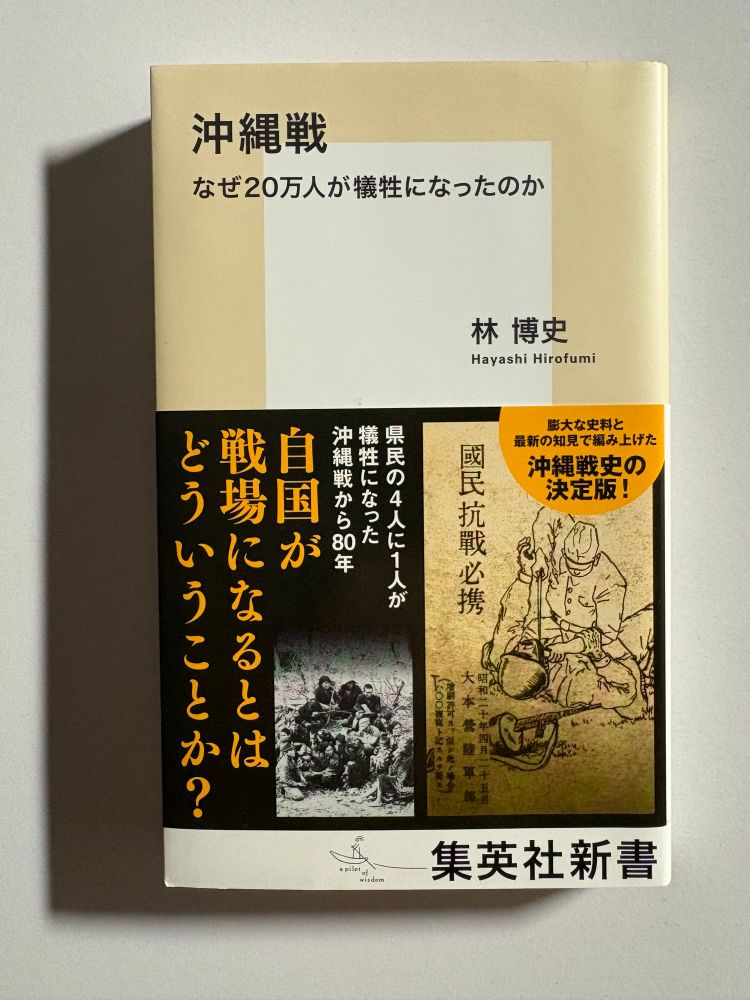 沖縄戦
なぜ20万人が犠牲になったのか
林 博史
Hayashi Hirofumi
膨大な史料と
最新の知見で編み上げた
沖縄戦史の
決定版！
國民抗戰必携
昭和二十年四月二十五日
大本營陸軍部
県民の4人に1人が
犠牲になった
沖縄戦から80年
自国が
戦場になるとは
どういうことか？
a pilot
of
wisdom
集英社新書